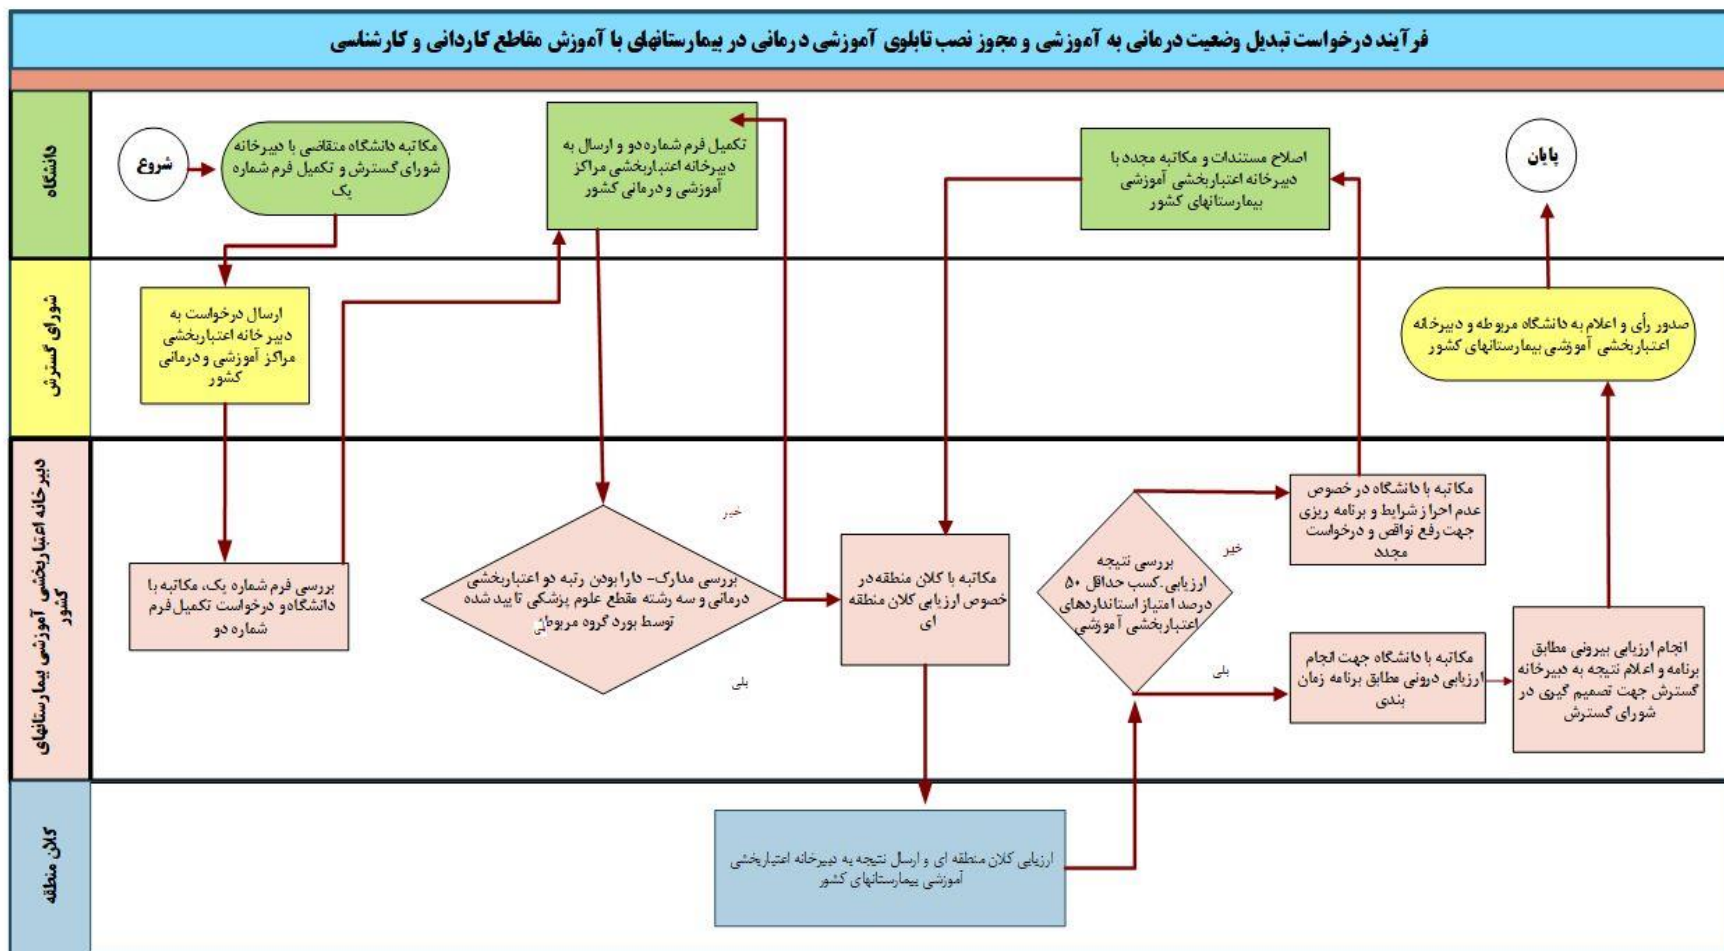 فرآیند درخواست تبدیل وضعیت درمانی به آموزشی و مجوز نصب تابلوی آموزشی درمانی در بیمارستانهای با آموزش مقاطع کاردانی و کارشناسی
دانشگاه
شروع
مکاتبه دانشگاه متقاضی با دبیرخانه
شورای گسترش و تکمیل فرم شماره
یک
تکمیل فرم شماره دو و ارسال به
دبیرخانه اعتباربخشی مراکز
آموزشی و درمانی کشور
اصلاح مستندات و مکاتبه مجدد با
دبیرخانه اعتباربخشی آموزشی
بیمارستانهای کشور
پایان
شورای گسترش
ارسال درخواست به
دبیر خانه اعتباربخشی
مراکز آموزشی و درمانی
کشور
صدور رأی و اعلام به دانشگاه مربوطه و دبیرخانه
اعتباربخشی آموزشی بیمارستانهای کشور
دبیرخانه اعتباربخشی آموزشی بیمارستانهای
کشور
بررسی فرم شماره یک، مکاتبه با
دانشگاه و درخواست تکمیل فرم
شماره دو
خیر
بررسی مدارک- دارا بودن رتبه دو اعتباربخشی
درمانی و سه رشته مقطع علوم پزشکی تایید شده
توسط بورد گروه مربوطه
بلی
مکاتبه با کلان منطقه در
خصوص ارزیابی کلان منطقه
ای
بررسی نتیجه
ارزیابی.کسب حداقل ۵۰
درصد امتیاز استانداردهای
اعتباربخشی آموزشی
خیر
بلی
مکاتبه با دانشگاه در خصوص
عدم احراز شرایط و برنامه ریزی
جهت رفع نواقص و درخواست
مجدد
مکاتبه با دانشگاه جهت انجام
ارزیابی درونی مطابق برنامه زمان
بندی
انجام ارزیابی بیرونی مطابق
برنامه و اعلام نتیجه به دبیرخانه
گسترش جهت تصمیم گیری در
شورای گسترش
کلان منطقه
ارزیابی کلان منطقه ای و ارسال نتیجه به دبیرخانه اعتباربخشی
آموزشی بیمارستانهای کشور